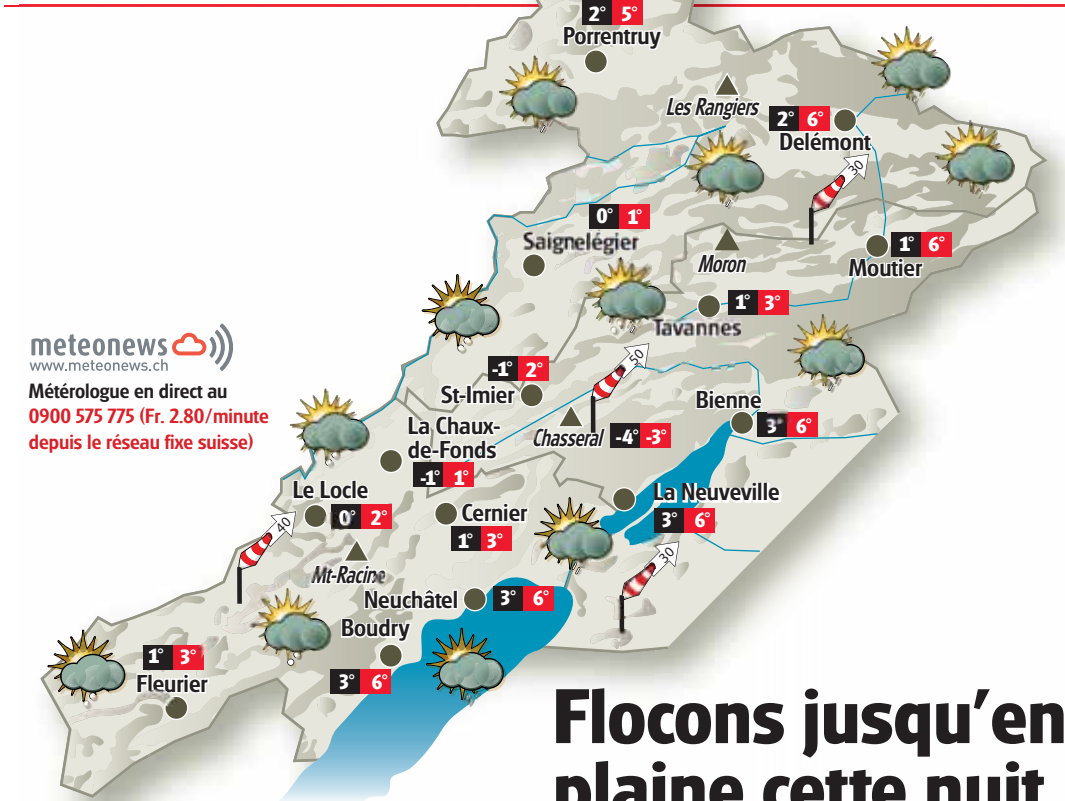 2° 5°
Porrentruy
Les Rangiers
2° 6°
Delémont
30
0° 1°
Saignelégier
Moron
1° 6°
Moutier
1° 3°
Tavannes
meteonews
www.meteonews.ch
Métérologue en direct au
0900 575 775 (Fr. 2.80/minute
depuis le réseau fixe suisse)
50
-1° 2°
St-Imier
Bienne
3° 6°
Chasseral -4° -3°
La Chaux-
de-Fonds
-1° 1°
Le Locle
0° 2°
40
Cernier
1° 3°
La Neuveville
3° 6°
30
Mt-Racine
Neuchâtel 3° 6°
Boudry
3° 6°
1° 3°
Fleurier
Flocons jusqu'en
plaine cette nuit